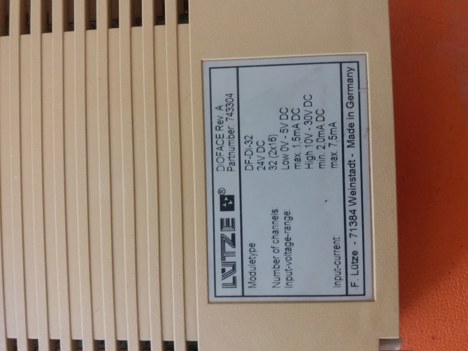 LÜTZE ® DIOFACE Rev. A
Partnumber 743304
Moduletype DF-DI-32
24V DC
Number of channels 32 (2x16)
Input-voltage-range: Low 0V - 5V DC
max. 1.5mA DC
High 10V - 30V DC
min. 2.0mA DC
Input-current max 7.5mA
F. Lütze - 71384 Weinstadt - Made in Germany